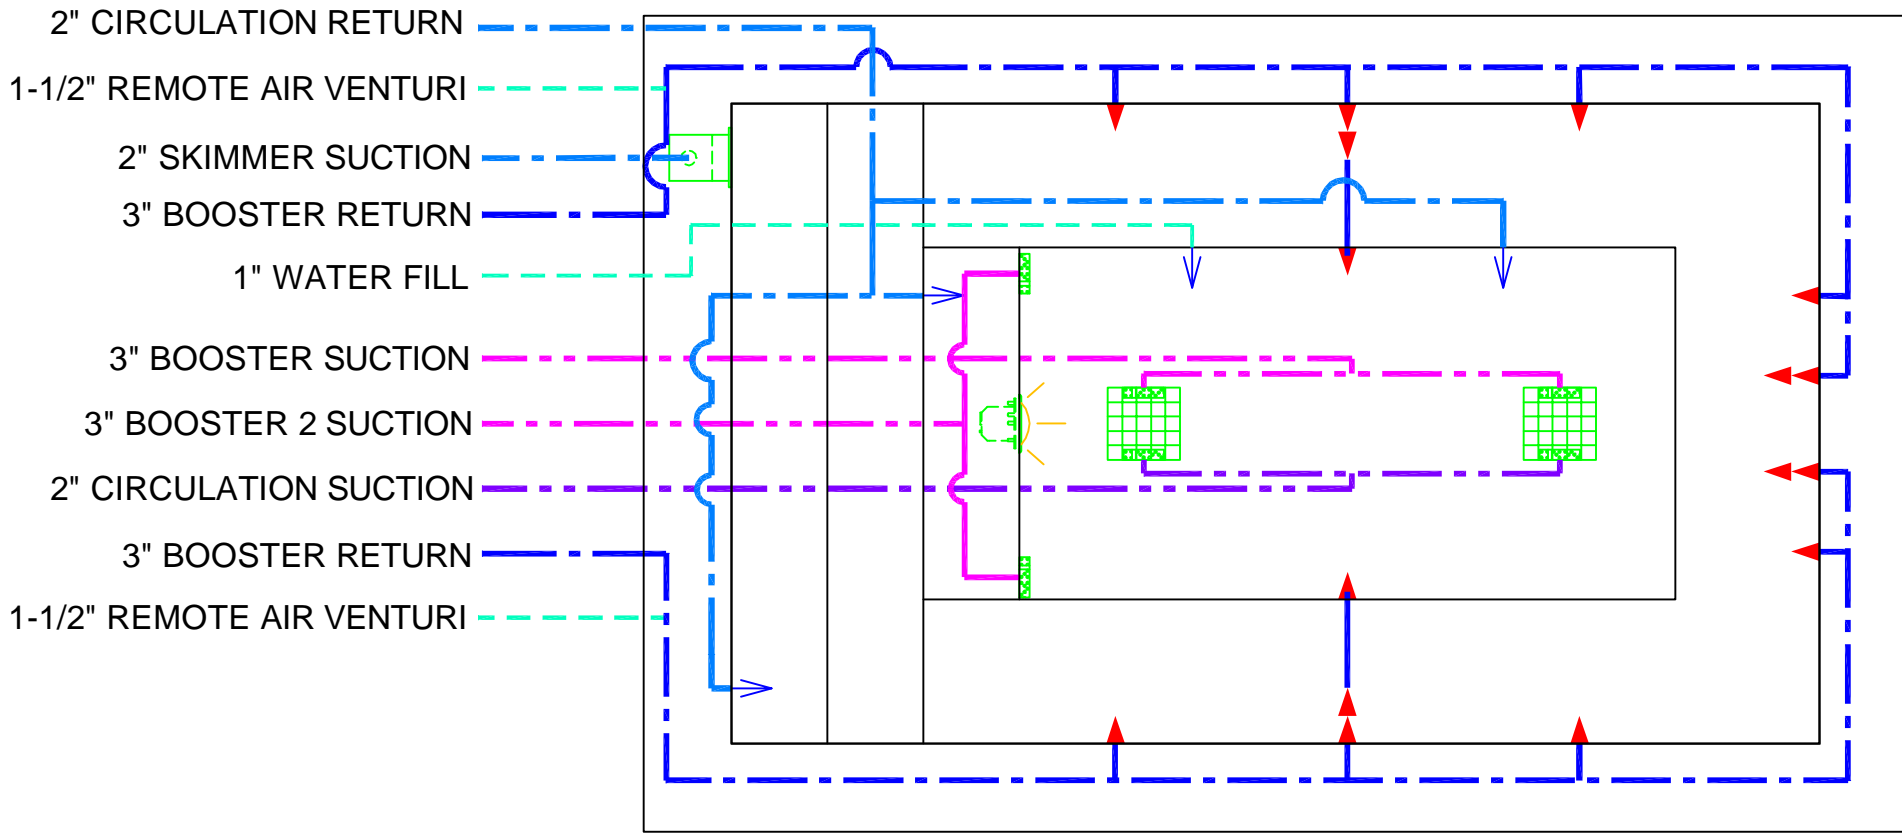 2" CIRCULATION RETURN
1-1/2" REMOTE AIR VENTURI
2" SKIMMER SUCTION
3" BOOSTER RETURN
1" WATER FILL
3" BOOSTER SUCTION
3" BOOSTER 2 SUCTION
2" CIRCULATION SUCTION
3" BOOSTER RETURN
1-1/2" REMOTE AIR VENTURI